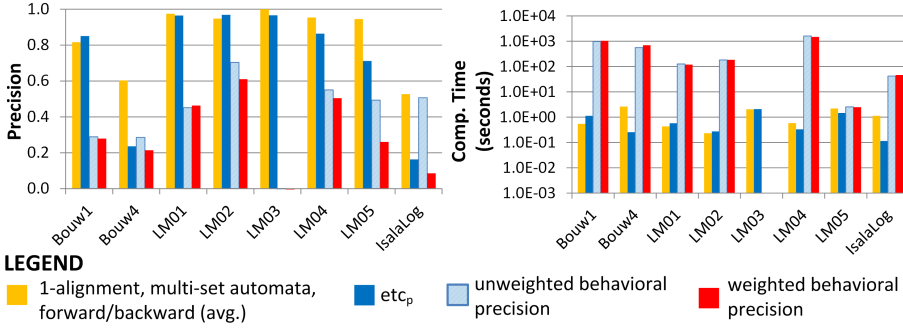 Precision
1.0
0.8
0.6
0.4
0.2
0.0
Bouw1
Bouw4
LM01
LM02
LM03
LM04
LM05
IsalaLog
Comp. Time
(seconds)
1.0E+04
1.0E+03
1.0E+02
1.0E+01
1.0E+00
1.0E-01
1.0E-02
1.0E-03
Bouw1
Bouw4
LM01
LM02
LM03
LM04
LM05
IsalaLog
LEGEND
1-alignment, multi-set automata,
forward/backward (avg.)
etcp
unweighted behavioral
precision
weighted behavioral
precision